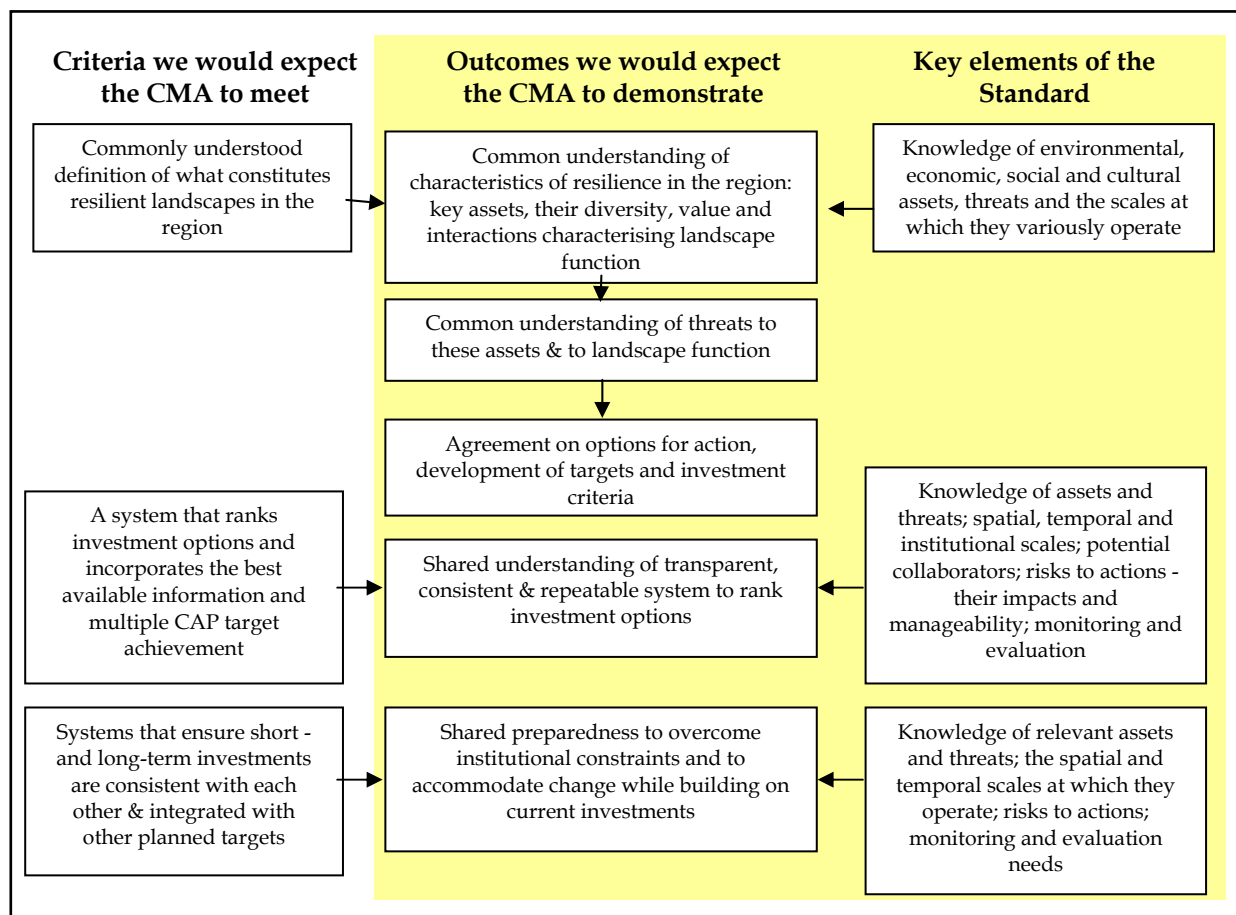 Criteria we would expect
the CMA to meet
Outcomes we would expect
the CMA to demonstrate
Key elements of the
Standard
Commonly understood
definition of what constitutes
resilient landscapes in the
region
Common understanding of
characteristics of resilience in the region:
key assets, their diversity, value and
interactions characterising landscape
function
Knowledge of environmental,
economic, social and cultural
assets, threats and the scales at
which they variously operate
Common understanding of threats to
these assets & to landscape function
Agreement on options for action,
development of targets and investment
criteria
A system that ranks
investment options and
incorporates the best
available information and
multiple CAP target
achievement
Shared understanding of transparent,
consistent & repeatable system to rank
investment options
Knowledge of assets and
threats; spatial, temporal and
institutional scales; potential
collaborators; risks to actions -
their impacts and
manageability; monitoring and
evaluation
Systems that ensure short -
and long-term investments
are consistent with each
other & integrated with
other planned targets
Shared preparedness to overcome
institutional constraints and to
accommodate change while building on
current investments
Knowledge of relevant assets
and threats; the spatial and
temporal scales at which they
operate; risks to actions;
monitoring and evaluation
needs